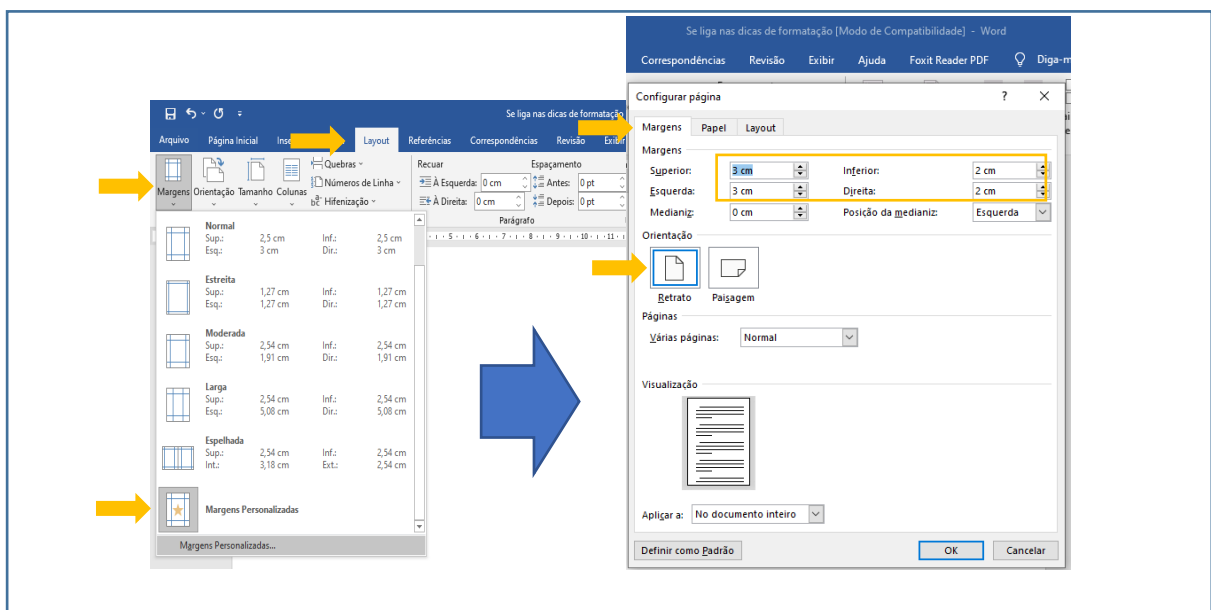 Se liga nas dicas de formatação
Arquivo Página Inicial Layout Referências Correspondências Revisão Exibir
Margens Orientação Tamanho Colunas
Quebras
Números de Linha
Hifenização
Recuar Espaçamento
À Esquerda: 0 cm Antes: 0 pt
À Direita: 0 cm Depois: 0 pt
Parágrafo
5 6 7 8 9 10 11
Normal
Sup.: 2,5 cm Inf.: 2,5 cm
Esq.: 3 cm Dir.: 3 cm
Estreita
Sup.: 1,27 cm Inf.: 1,27 cm
Esq.: 1,27 cm Dir.: 1,27 cm
Moderada
Sup.: 2,54 cm Inf.: 2,54 cm
Esq.: 1,91 cm Dir.: 1,91 cm
Larga
Sup.: 2,54 cm Inf.: 2,54 cm
Esq.: 5,08 cm Dir.: 5,08 cm
Espelhada
Sup.: 2,54 cm Inf.: 2,54 cm
Int.: 3,18 cm Ext.: 2,54 cm
Margens Personalizadas
Margens Personalizadas...
Se liga nas dicas de formatação [Modo de Compatibilidade] - Word
Correspondências Revisão Exibir Ajuda Foxit Reader PDF Diga-m
Configurar página ? ×
Margens Papel Layout
Margens
Superior: 3 cm Inferior: 2 cm
Esquerda: 3 cm Direita: 2 cm
Medianiz: 0 cm Posição da medianiz: Esquerda
Orientação
Retrato Paisagem
Páginas
Várias páginas: Normal
Visualização
Aplicar a: No documento inteiro
Definir como Padrão OK Cancelar